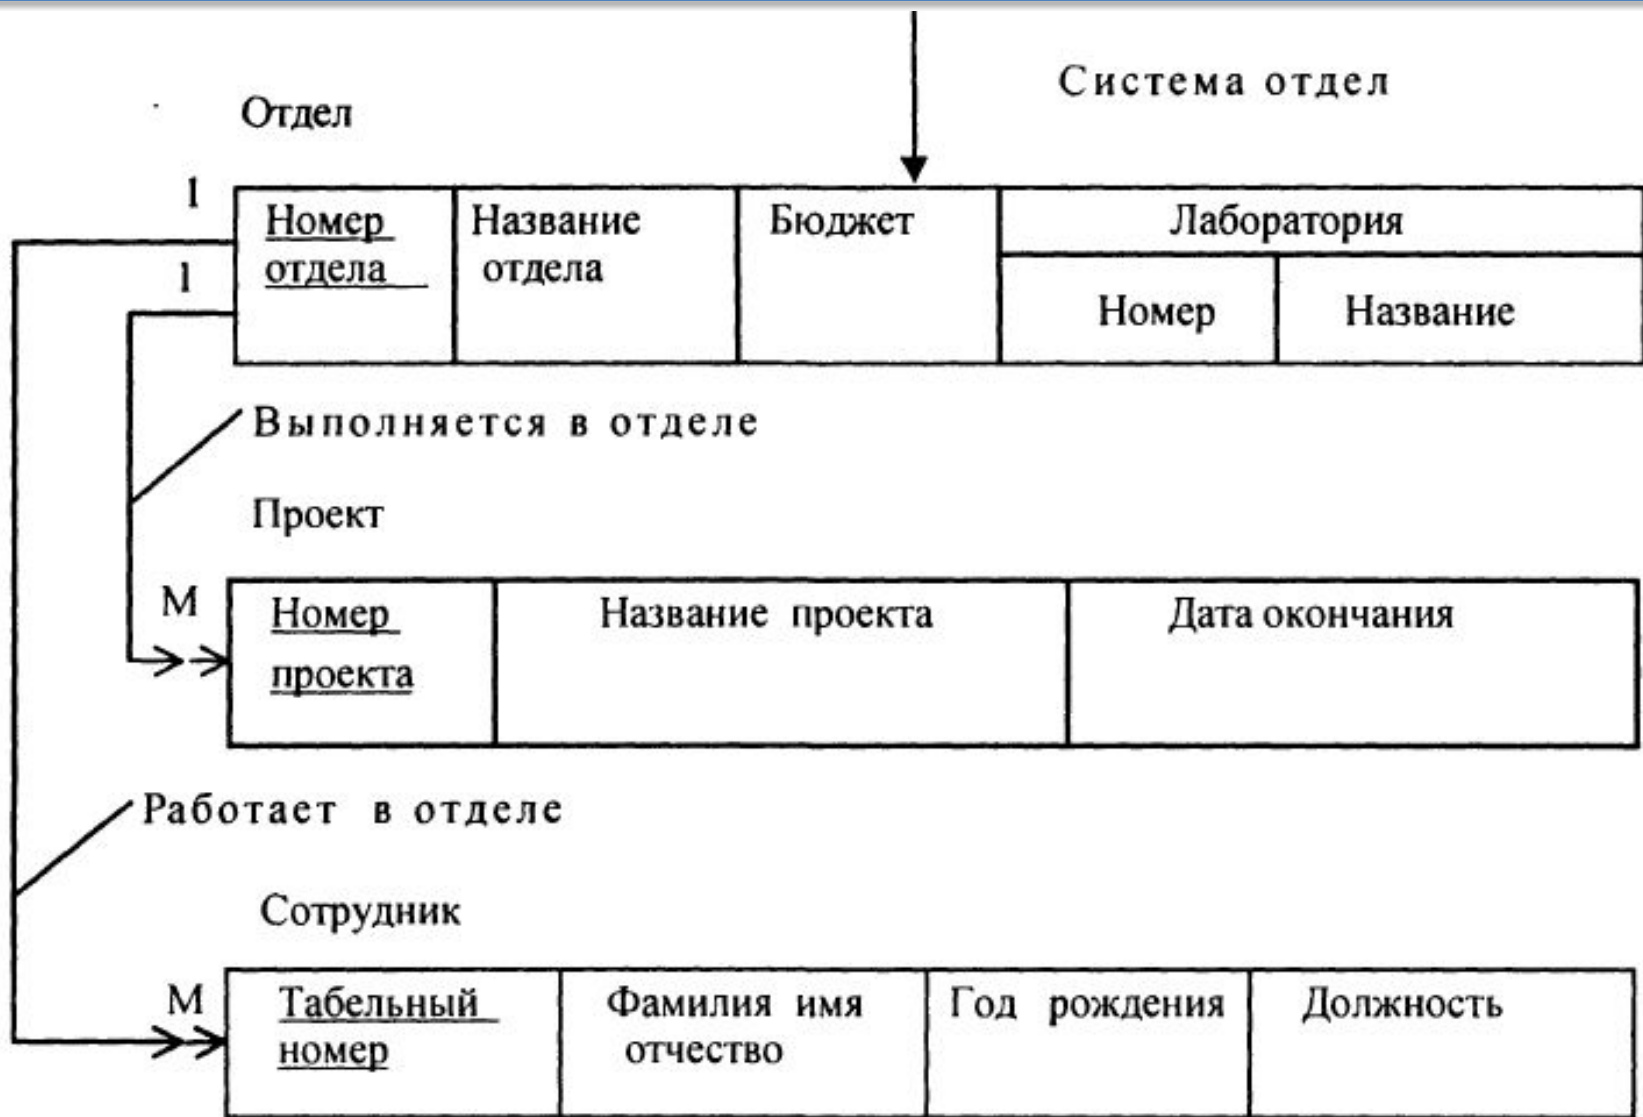 Система отдел
Отдел
1
Номер Название Бюджет Лаборатория
отдела отдела
1
Номер Название
Выполняется в отделе
Проект
М
Номер Название проекта Дата окончания
проекта
Работает в отделе
Сотрудник
М
Табельный Фамилия имя Год рождения Должность
номер отчество